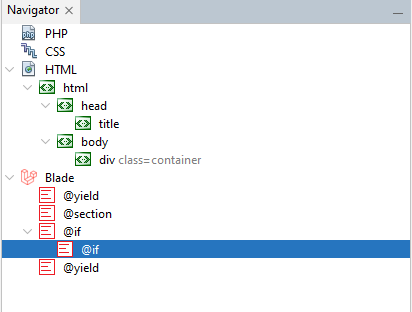 Navigator
PHP
CSS
HTML
html
head
title
body
div class=container
Blade
@yield
@section
@if
@if
@yield